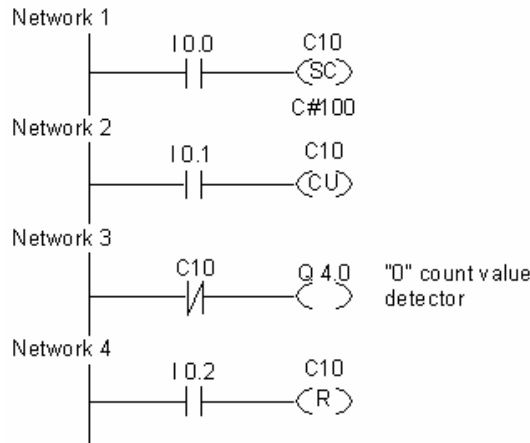 Network 1
I 0.0
C10
SC
C#100
Network 2
I 0.1
C10
CU
Network 3
C10
Q 4.0
"0" count value
detector
Network 4
I 0.2
C10
R